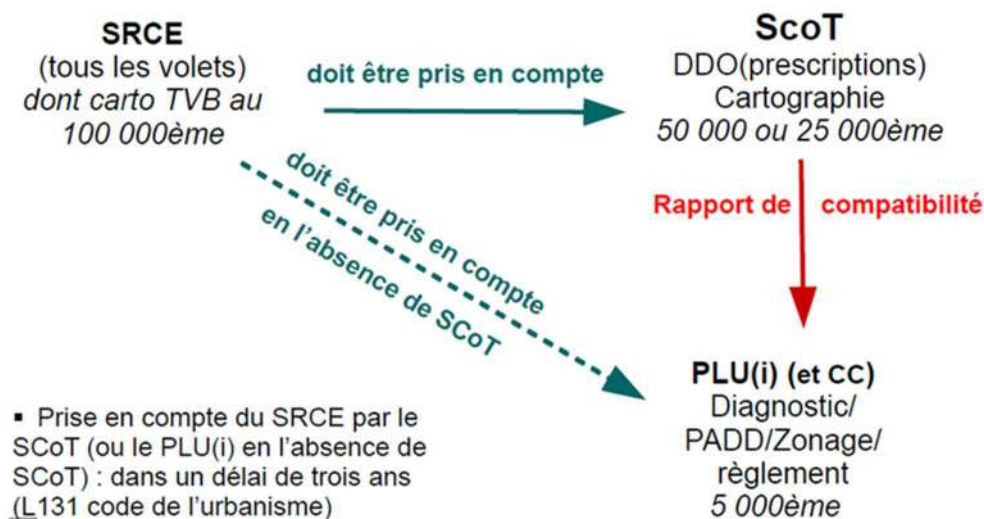 SRCE
(tous les volets)
dont carto TVB au
100 000ème
doit être pris en compte
ScoT
DDO(prescriptions)
Cartographie
50 000 ou 25 000ème
doit être pris en compte
en l'absence de SCoT
Rapport de compatibilité
PLU(i) (et CC)
Diagnostic/
PADD/Zonage/
règlement
5 000ème
▪ Prise en compte du SRCE par le
SCoT (ou le PLU(i) en l'absence de
SCoT) : dans un délai de trois ans
(L131 code de l'urbanisme)